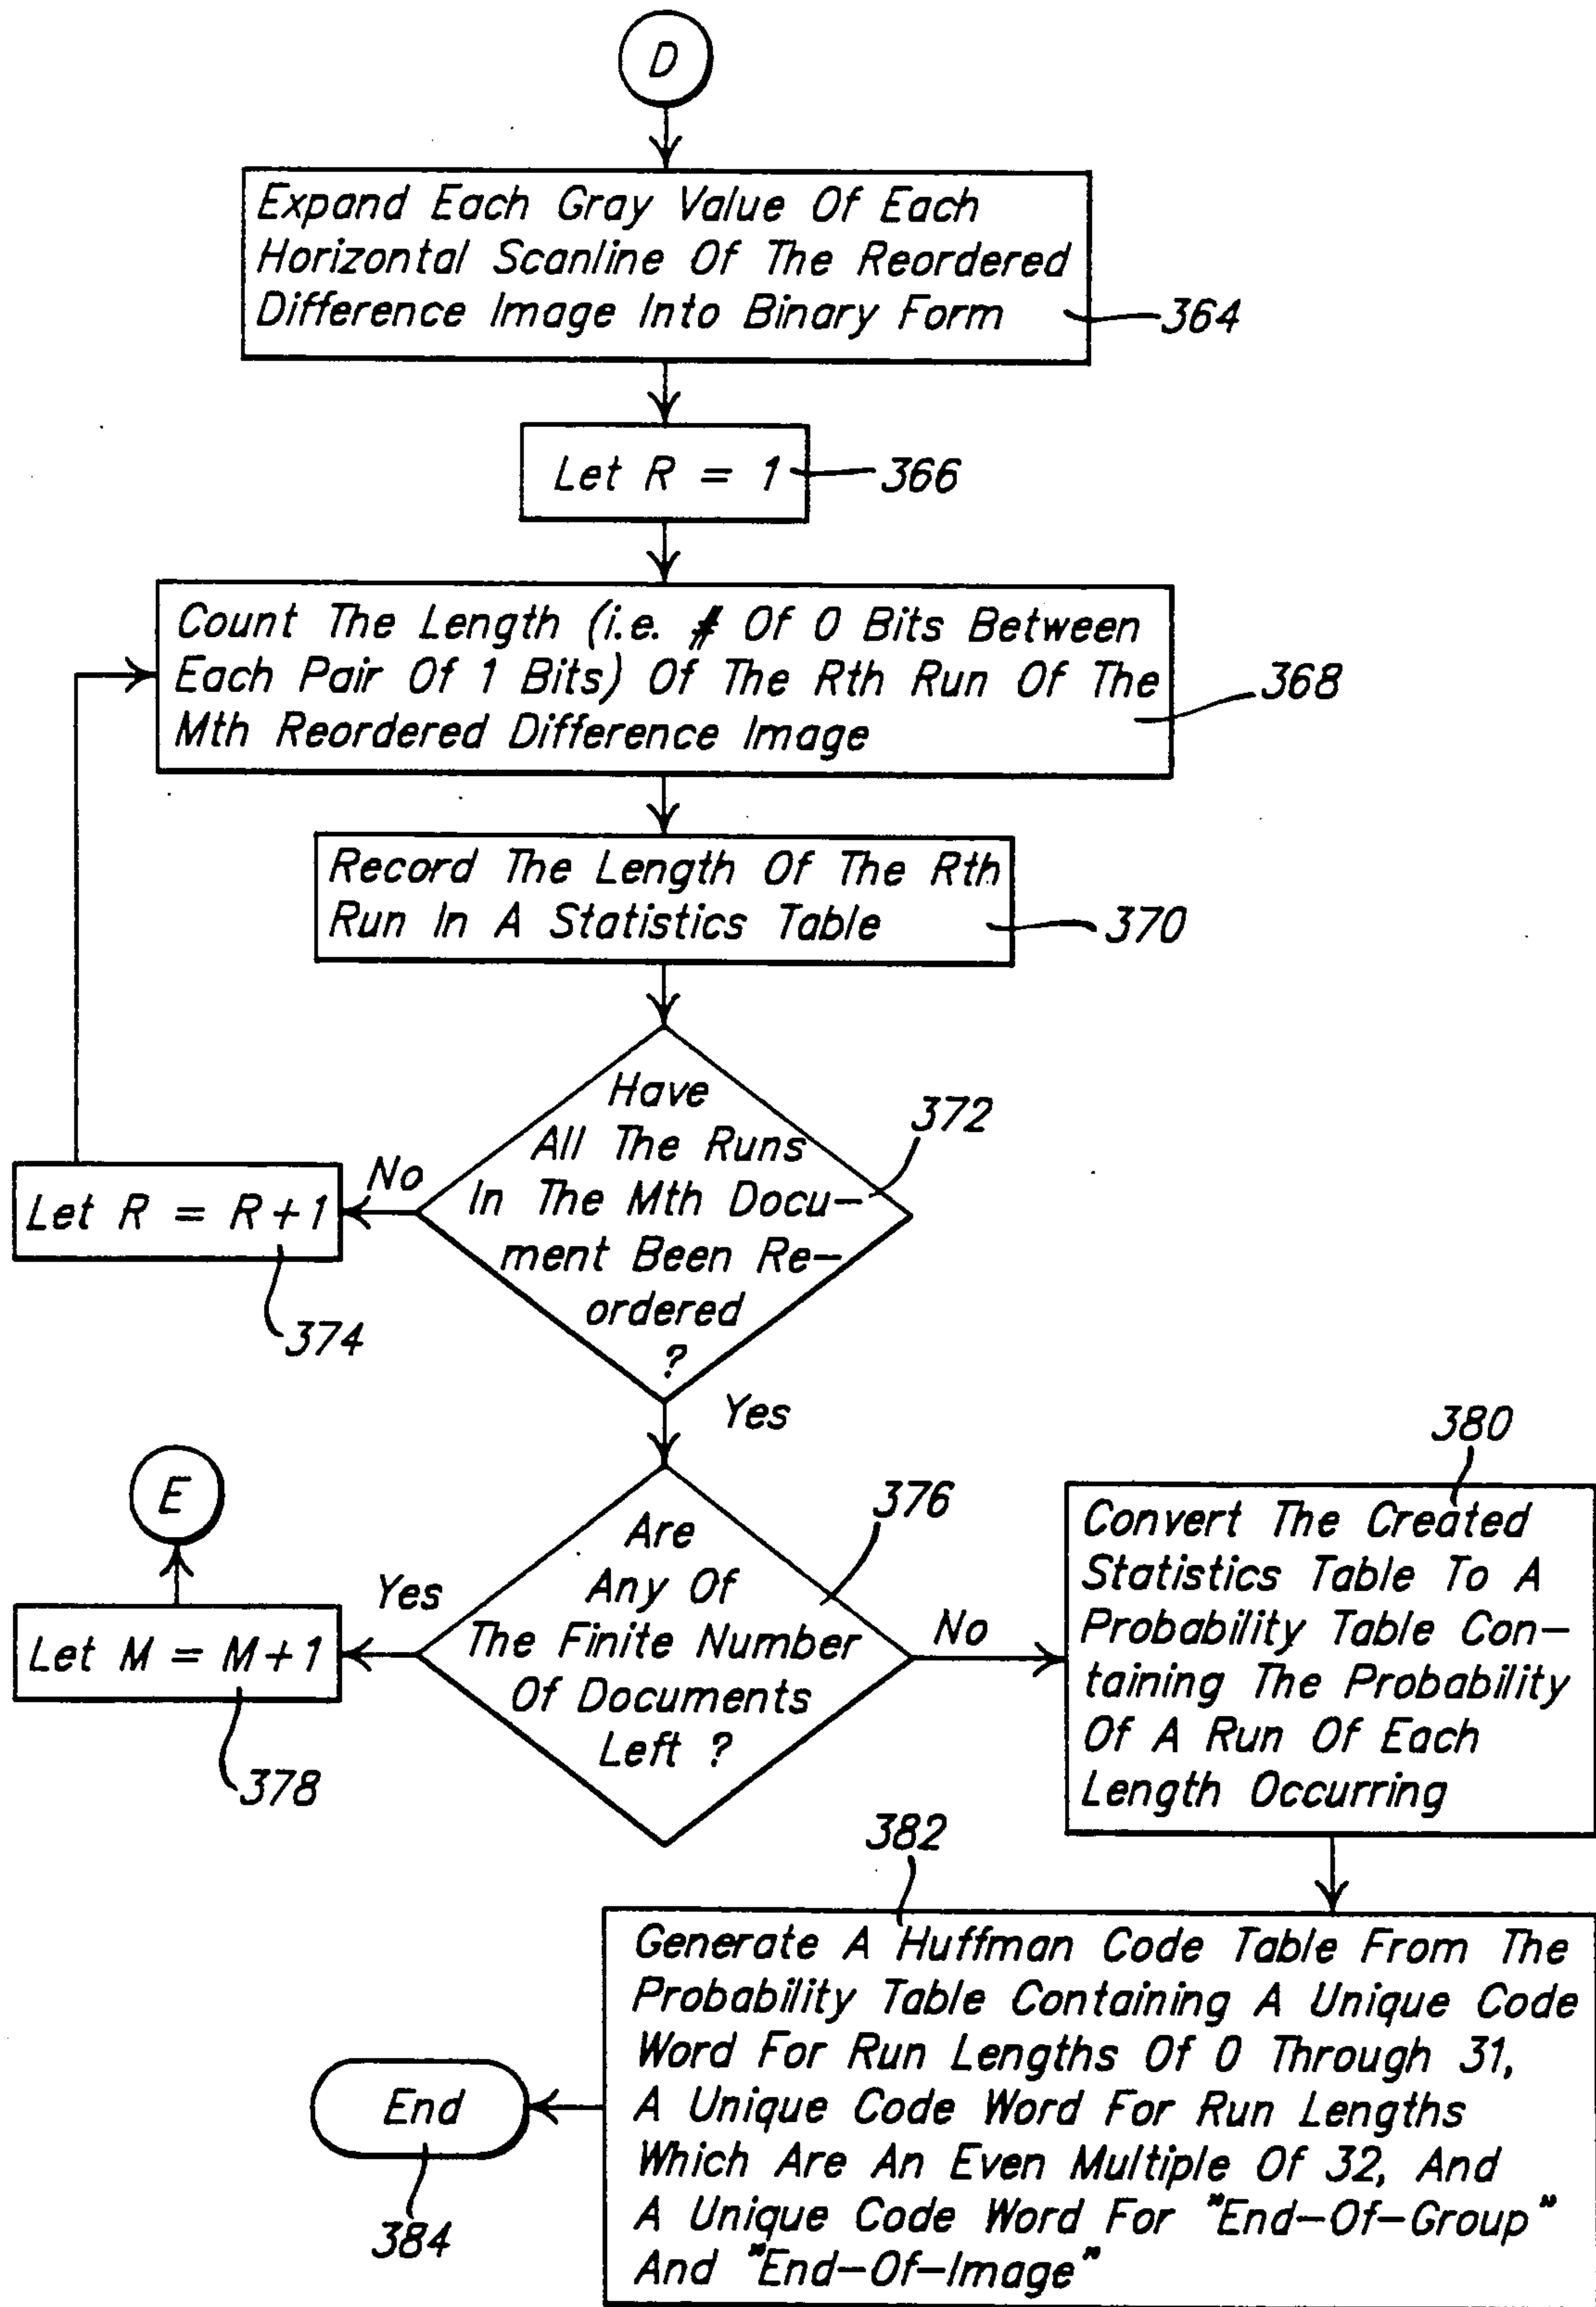 D
Expand Each Gray Value Of Each
Horizontal Scanline Of The Reordered
Difference Image Into Binary Form
364
Let R = 1
366
Count The Length (i.e. # Of 0 Bits Between
Each Pair Of 1 Bits) Of The Rth Run Of The
Mth Reordered Difference Image
368
Record The Length Of The Rth
Run In A Statistics Table
370
Have
All The Runs
In The Mth Docu-
ment Been Re-
ordered
?
372
No
Let R = R+1
374
Yes
Are
Any Of
The Finite Number
Of Documents
Left ?
376
Yes
Let M = M+1
378
E
No
380
Convert The Created
Statistics Table To A
Probability Table Con-
taining The Probability
Of A Run Of Each
Length Occurring
382
Generate A Huffman Code Table From The
Probability Table Containing A Unique Code
Word For Run Lengths Of 0 Through 31,
A Unique Code Word For Run Lengths
Which Are An Even Multiple Of 32, And
A Unique Code Word For "End-Of-Group"
And "End-Of-Image"
End
384